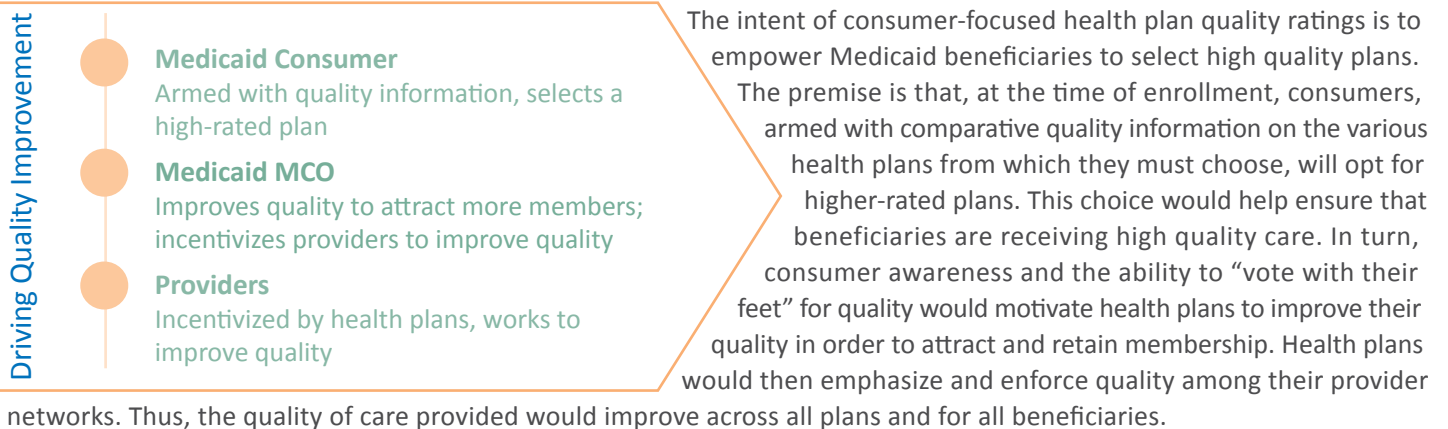 Driving Quality Improvement
Medicaid Consumer
Armed with quality information, selects a
high-rated plan
Medicaid MCO
Improves quality to attract more members;
incentivizes providers to improve quality
Providers
Incentivized by health plans, works to
improve quality
The intent of consumer-focused health plan quality ratings is to
empower Medicaid beneficiaries to select high quality plans.
The premise is that, at the time of enrollment, consumers,
armed with comparative quality information on the various
health plans from which they must choose, will opt for
higher-rated plans. This choice would help ensure that
beneficiaries are receiving high quality care. In turn,
consumer awareness and the ability to “vote with their
feet” for quality would motivate health plans to improve their
quality in order to attract and retain membership. Health plans
would then emphasize and enforce quality among their provider
networks. Thus, the quality of care provided would improve across all plans and for all beneficiaries.